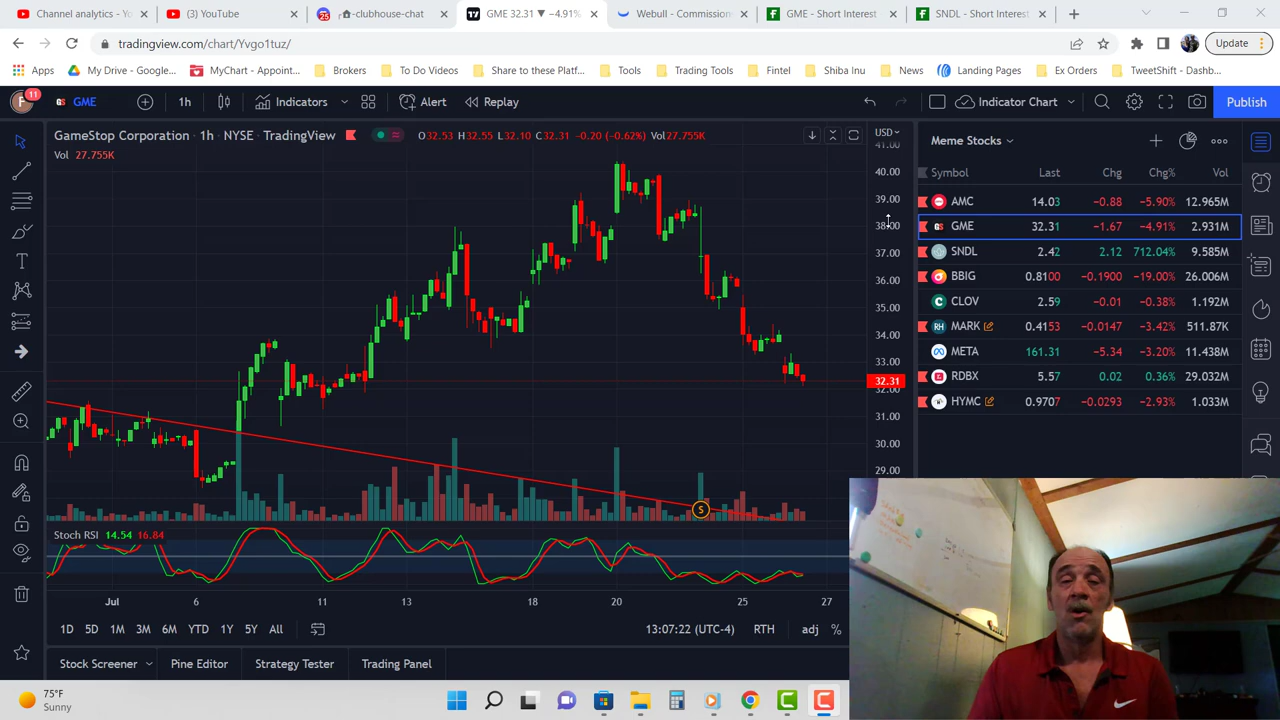 Channel analytics -
(3) YouTube
25
r🏠-clubhouse-chat
GME 32.31 ▼ −4.91%
Webull - Commission-
GME - Short Interest
SNDL - Short Interest
tradingview.com/chart/Yvgo1tuz/
Update
Apps
My Drive - Google...
MyChart - Appoint...
Brokers
To Do Videos
Share to these Platf...
Tools
Trading Tools
Fintel
Shiba Inu
News
Landing Pages
Ex Orders
TweetShift - Dashb...
F 11
GME
1h
Indicators
Alert
Replay
Indicator Chart
Publish
GameStop Corporation · 1h · NYSE · TradingView
O32.53 H32.55 L32.10 C32.31 −0.20 (−0.62%) Vol27.755K
Vol 27.755K
USD
41.00
40.00
39.00
38.00
37.00
36.00
35.00
34.00
33.00
32.31
32.00
31.00
30.00
29.00
Meme Stocks
Symbol Last Chg Chg% Vol
AMC 14.03 −0.88 −5.90% 12.965M
GME 32.31 −1.67 −4.91% 2.931M
SNDL 2.42 2.12 712.04% 9.585M
BBIG 0.8100 −0.1900 −19.00% 26.006M
CLOV 2.59 −0.01 −0.38% 1.192M
MARK 0.4153 −0.0147 −3.42% 511.87K
META 161.31 −5.34 −3.20% 11.438M
RDBX 5.57 0.02 0.36% 29.032M
HYMC 0.9707 −0.0293 −2.93% 1.033M
S
Stoch RSI 14.54 16.84
Jul 6 11 13 18 20 25 27
1D 5D 1M 3M 6M YTD 1Y 5Y All
13:07:22 (UTC-4) RTH adj %
Stock Screener
Pine Editor
Strategy Tester
Trading Panel
75°F
Sunny